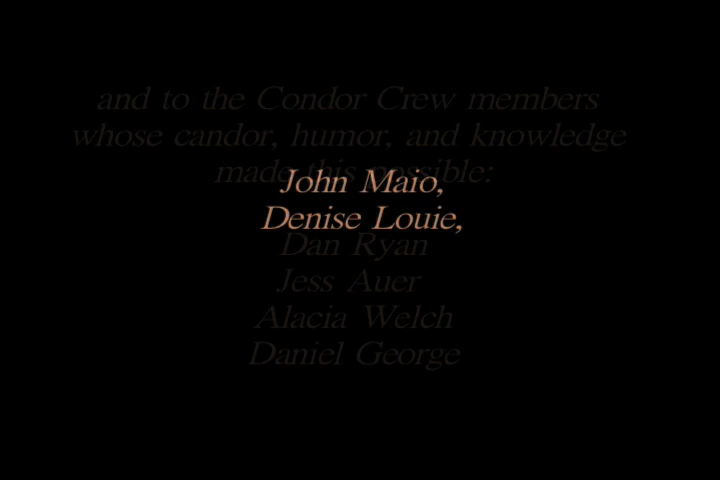 and to the Condor Crew members
whose candor, humor, and knowledge
made this possible:
John Maio,
Denise Louie,
Dan Ryan
Jess Auer
Alacia Welch
Daniel George